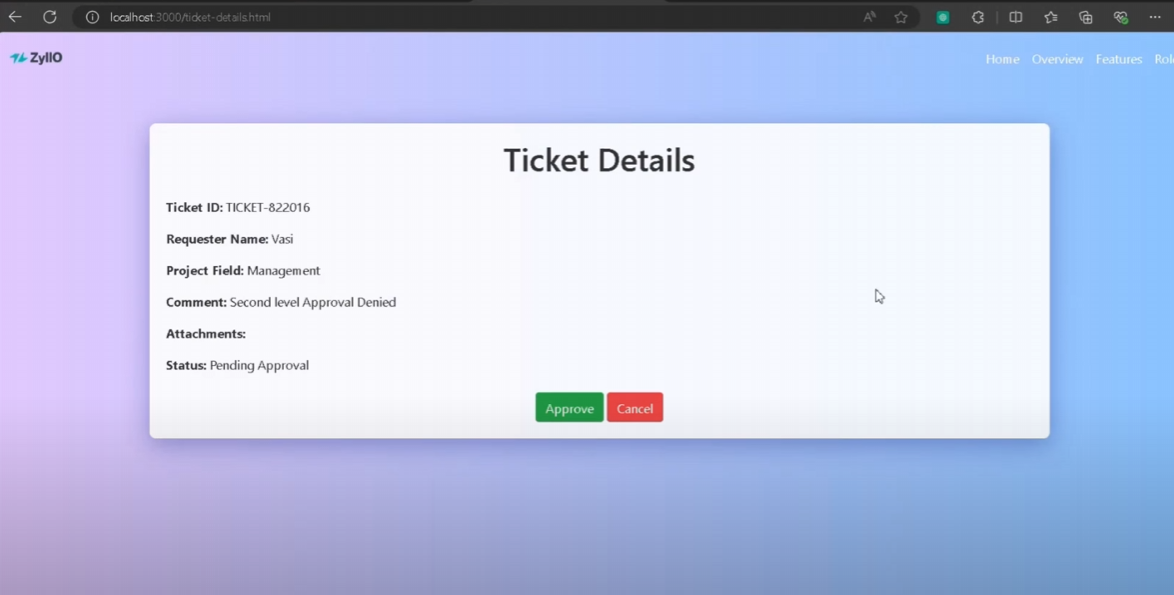 localhost:3000/ticket-details.html
ZyllO
Home Overview Features
Ticket Details
Ticket ID: TICKET-822016
Requester Name: Vasi
Project Field: Management
Comment: Second level Approval Denied
Attachments:
Status: Pending Approval
Approve Cancel